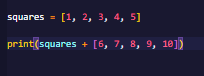 squares = [1, 2, 3, 4, 5]
print(squares + [6, 7, 8, 9, 10])